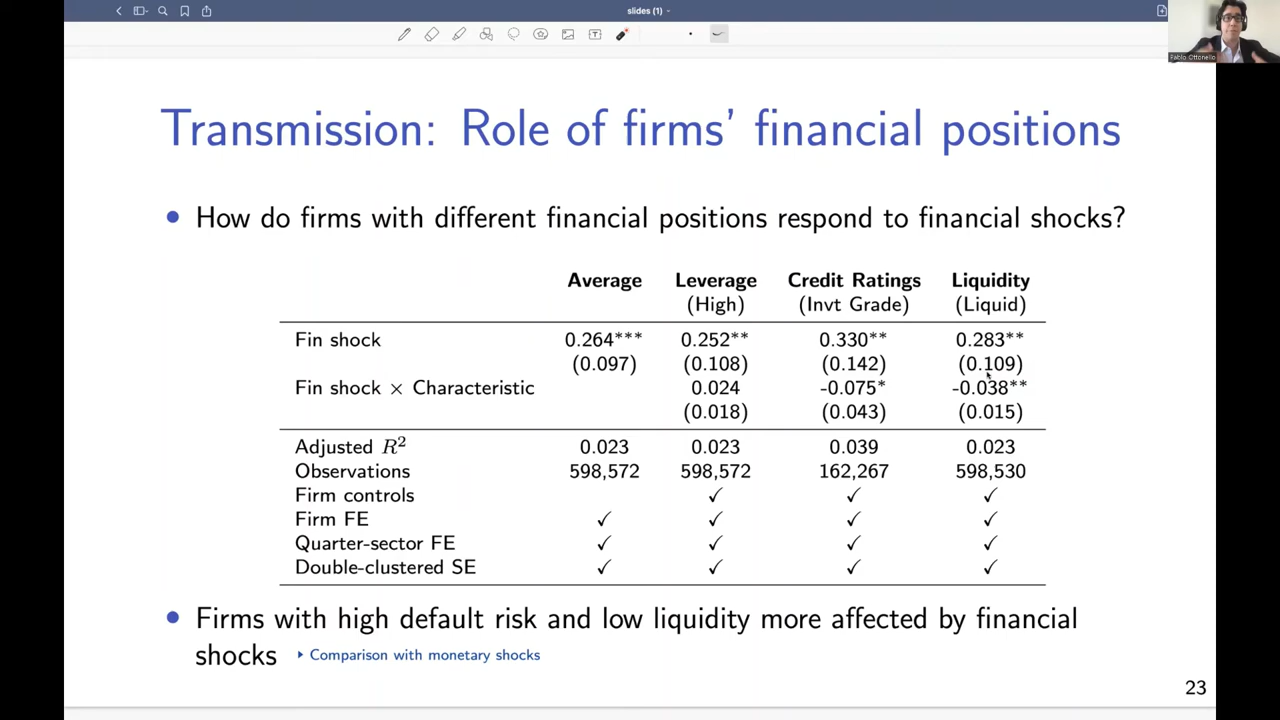 slides (1)
Pablo Ottonello
Transmission: Role of firms' financial positions
• How do firms with different financial positions respond to financial shocks?
Average Leverage Credit Ratings Liquidity
(High) (Invt Grade) (Liquid)
Fin shock 0.264*** 0.252** 0.330** 0.283**
(0.097) (0.108) (0.142) (0.109)
Fin shock × Characteristic 0.024 -0.075* -0.038**
(0.018) (0.043) (0.015)
Adjusted R² 0.023 0.023 0.039 0.023
Observations 598,572 598,572 162,267 598,530
Firm controls ✓ ✓ ✓
Firm FE ✓ ✓ ✓ ✓
Quarter-sector FE ✓ ✓ ✓ ✓
Double-clustered SE ✓ ✓ ✓ ✓
• Firms with high default risk and low liquidity more affected by financial
shocks ▸ Comparison with monetary shocks
23